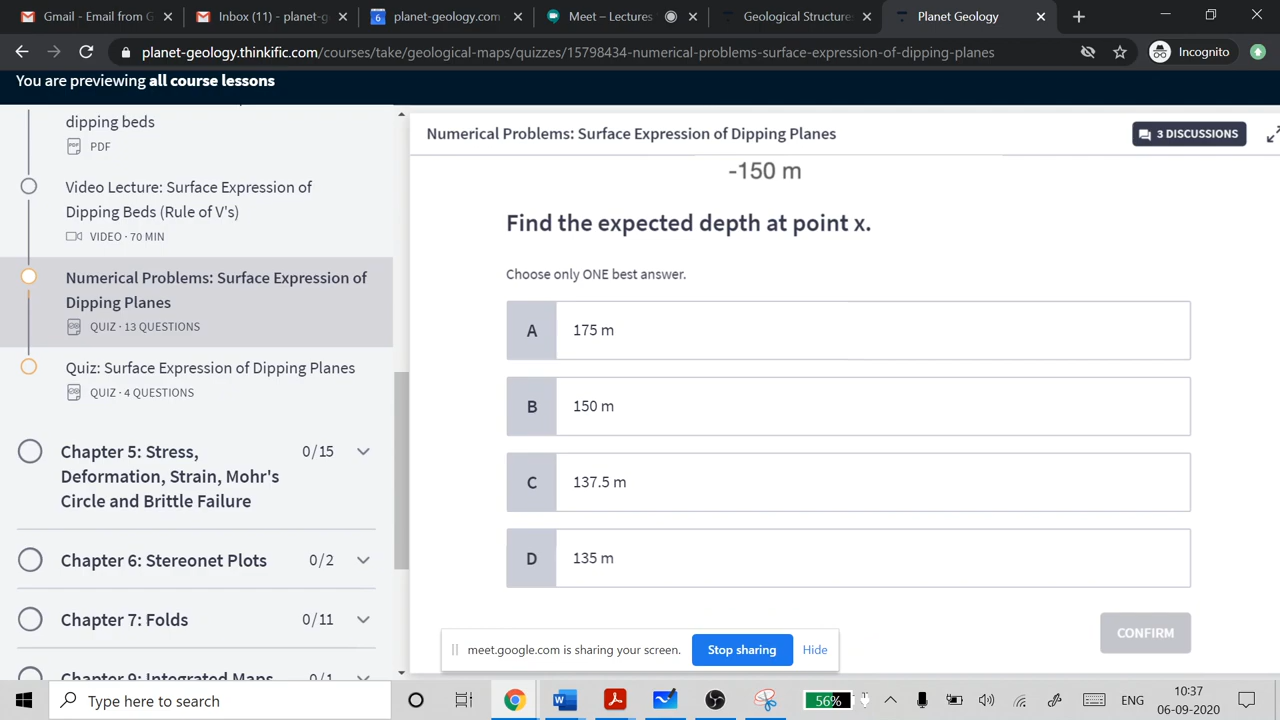 Gmail - Email from G
Inbox (11) - planet-g
planet-geology.com
Meet – Lectures
Geological Structure
Planet Geology
planet-geology.thinkific.com/courses/take/geological-maps/quizzes/15798434-numerical-problems-surface-expression-of-dipping-planes
Incognito
You are previewing all course lessons
dipping beds
PDF
Video Lecture: Surface Expression of
Dipping Beds (Rule of V's)
VIDEO · 70 MIN
Numerical Problems: Surface Expression of
Dipping Planes
QUIZ · 13 QUESTIONS
Quiz: Surface Expression of Dipping Planes
QUIZ · 4 QUESTIONS
Chapter 5: Stress,
Deformation, Strain, Mohr's
Circle and Brittle Failure
0/15
Chapter 6: Stereonet Plots
0/2
Chapter 7: Folds
0/11
Chapter 9: Integrated Maps
0/1
Numerical Problems: Surface Expression of Dipping Planes
3 DISCUSSIONS
-150 m
Find the expected depth at point x.
Choose only ONE best answer.
A 175 m
B 150 m
C 137.5 m
D 135 m
CONFIRM
meet.google.com is sharing your screen.
Stop sharing
Hide
Type here to search
56%
ENG
10:37
06-09-2020